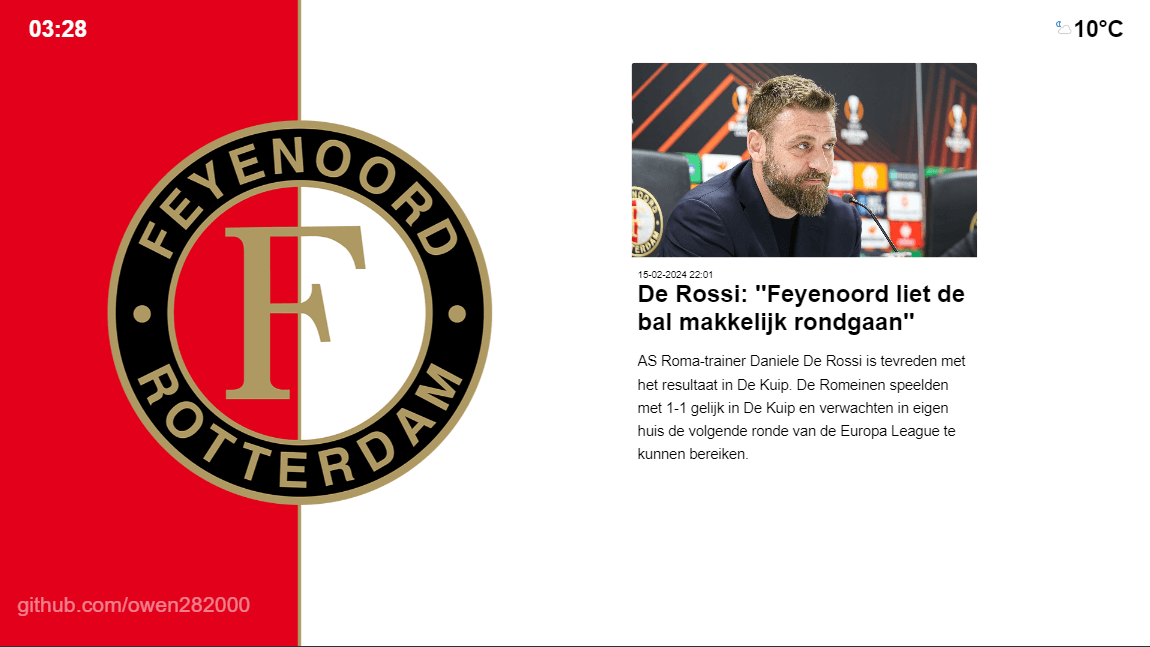 03:28
10°C
FEYENOORD
ROTTERDAM
F
15-02-2024 22:01
De Rossi: "Feyenoord liet de
bal makkelijk rondgaan"
AS Roma-trainer Daniele De Rossi is tevreden met
het resultaat in De Kuip. De Romeinen speelden
met 1-1 gelijk in De Kuip en verwachten in eigen
huis de volgende ronde van de Europa League te
kunnen bereiken.
github.com/owen282000